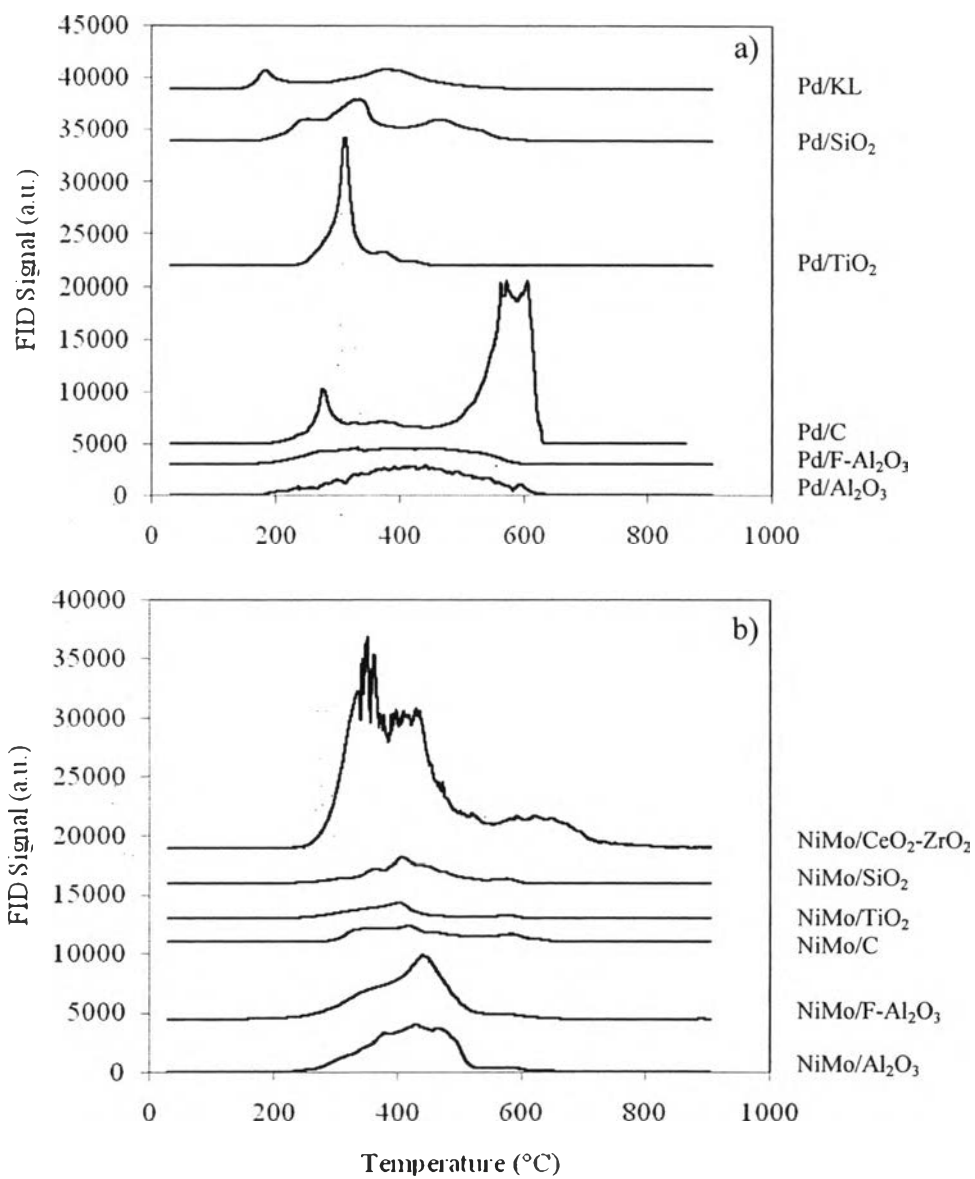 a)
45000
40000
35000
30000
25000
20000
15000
10000
5000
0
FID Signal (a.u.)
Pd/KL
Pd/SiO₂
Pd/TiO₂
Pd/C
Pd/F-Al₂O₃
Pd/Al₂O₃
0 200 400 600 800 1000
b)
40000
35000
30000
25000
20000
15000
10000
5000
0
FID Signal (a.u.)
NiMo/CeO₂-ZrO₂
NiMo/SiO₂
NiMo/TiO₂
NiMo/C
NiMo/F-Al₂O₃
NiMo/Al₂O₃
0 200 400 600 800 1000
Temperature (°C)